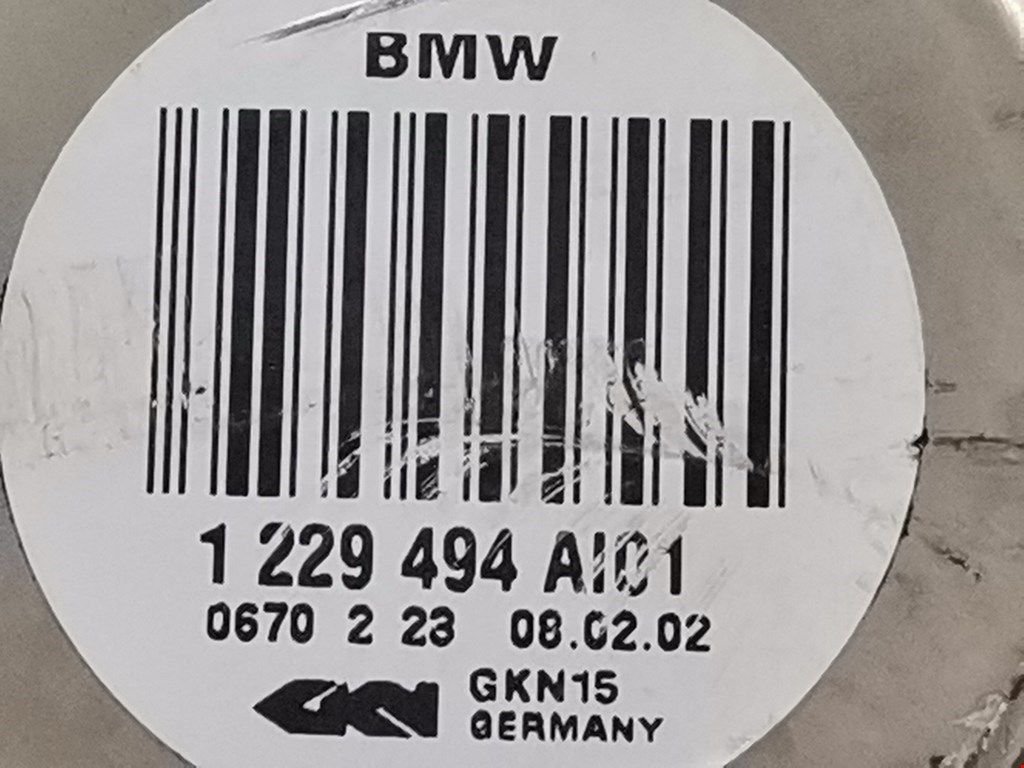 BMW
1 229 494 AI01
0670 2 23 08.02.02
GKN15
GERMANY